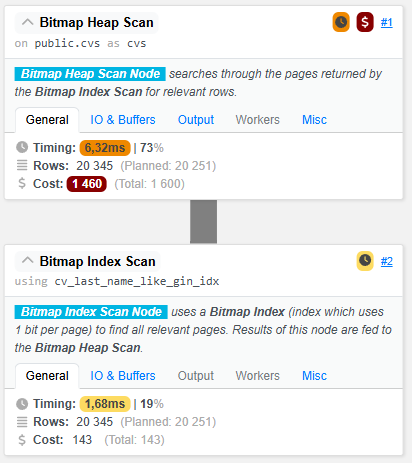 Bitmap Heap Scan $ #1
on public.cvs as cvs
Bitmap Heap Scan Node searches through the pages returned by
the Bitmap Index Scan for relevant rows.
General IO & Buffers Output Workers Misc
Timing: 6,32ms | 73%
Rows: 20 345 (Planned: 20 251)
$ Cost: 1 460 (Total: 1 600)
Bitmap Index Scan #2
using cv_last_name_like_gin_idx
Bitmap Index Scan Node uses a Bitmap Index (index which uses
1 bit per page) to find all relevant pages. Results of this node are fed to
the Bitmap Heap Scan.
General IO & Buffers Output Workers Misc
Timing: 1,68ms | 19%
Rows: 20 345 (Planned: 20 251)
$ Cost: 143 (Total: 143)